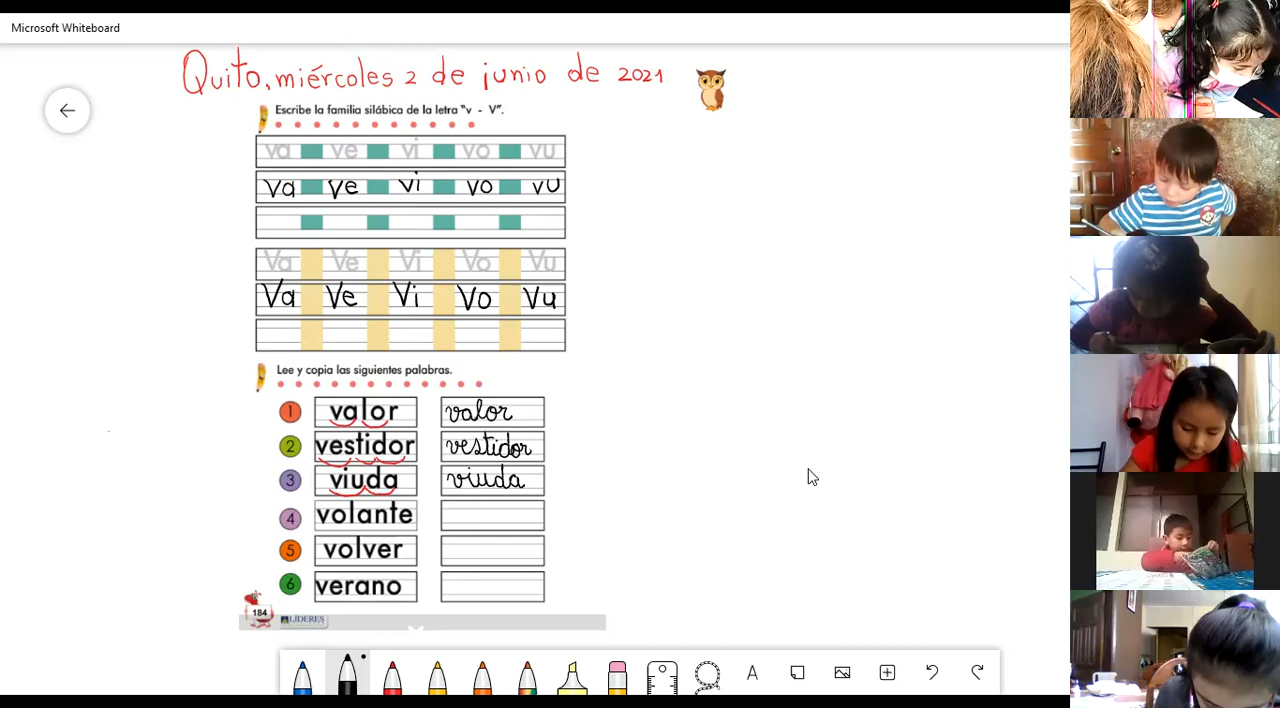 Microsoft Whiteboard
Quito, miércoles 2 de junio de 2021
Escribe la familia silábica de la letra "v - V".
va ve vi vo vu
va ve vi vo vu
Va Ve Vi Vo Vu
Va Ve Vi Vo Vu
Lee y copia las siguientes palabras.
1 valor valor
2 vestidor vestidor
3 viuda viuda
4 volante
5 volver
6 verano
184 LÍDERES
A